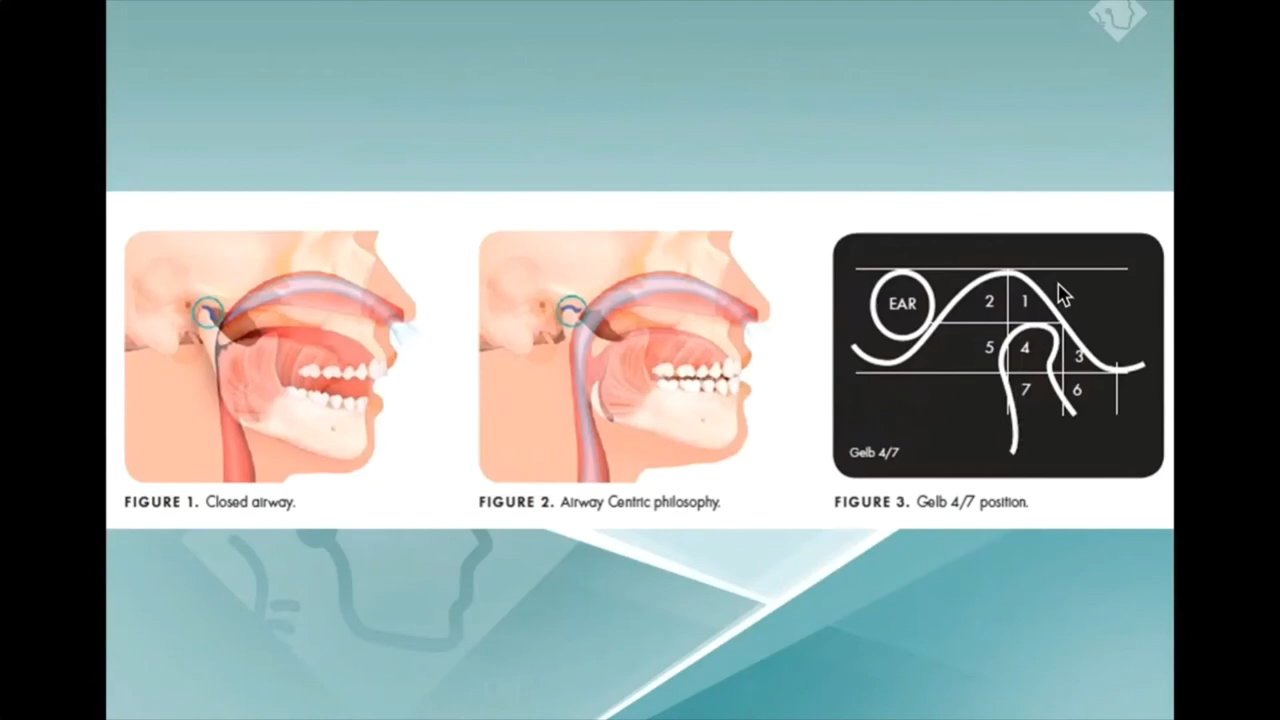 EAR
2
1
5
4
3
7
6
Gelb 4/7
FIGURE 1. Closed airway.
FIGURE 2. Airway Centric philosophy.
FIGURE 3. Gelb 4/7 position.